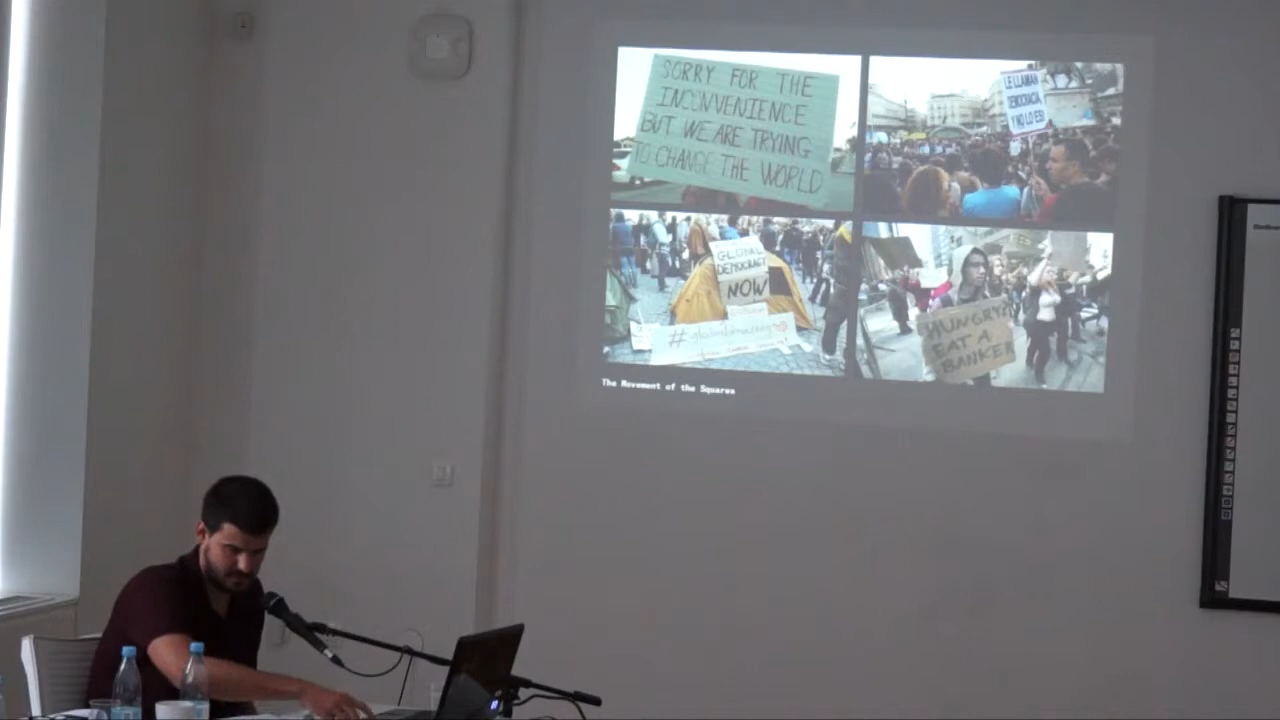 SORRY FOR THE
INCONVENIENCE
BUT WE ARE TRYING
TO CHANGE THE WORLD
LE LLAMAN
DEMOCRACIA,
Y NO LO ES!
GLOBAL
DEMOCRACY
NOW
HUNGRY?
EAT A
BANKER
The Movement of the Squares